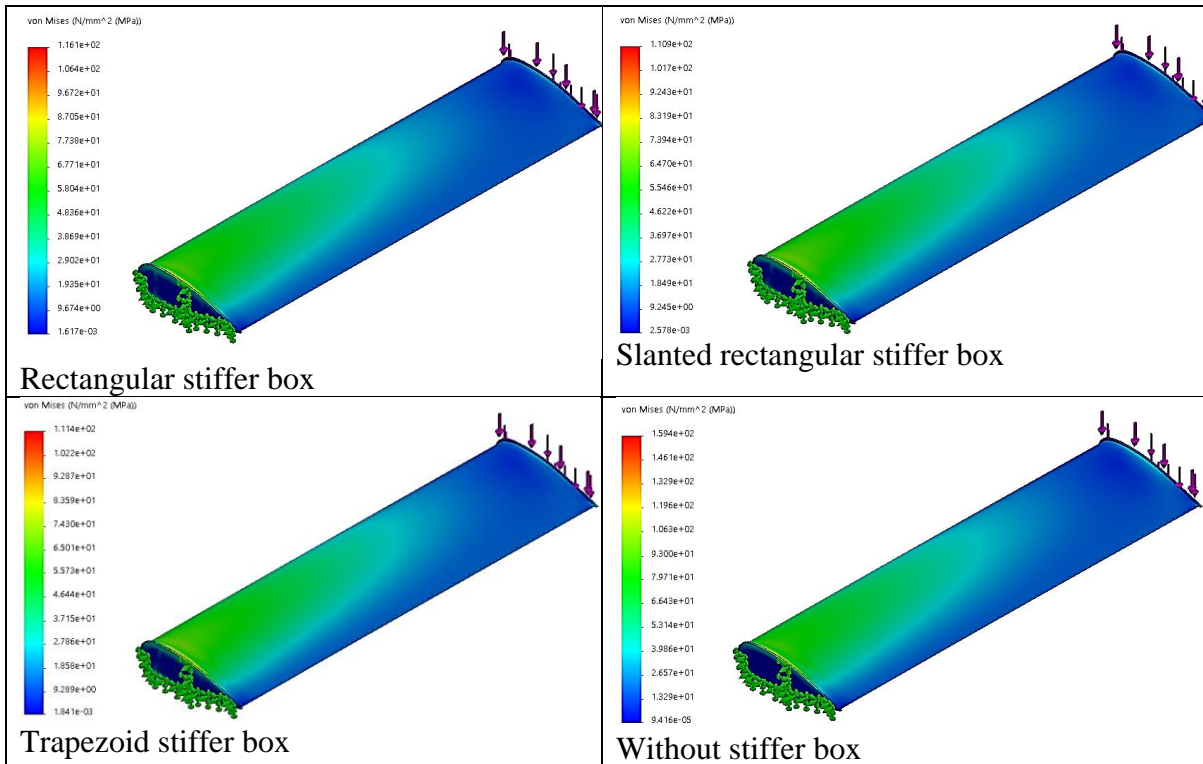 von Mises (N/mm^2 (MPa))
1.161e+02
1.064e+02
9.672e+01
8.705e+01
7.738e+01
6.771e+01
5.804e+01
4.836e+01
3.869e+01
2.902e+01
1.935e+01
9.674e+00
1.617e-03
Rectangular stiffer box
von Mises (N/mm^2 (MPa))
1.109e+02
1.017e+02
9.243e+01
8.319e+01
7.394e+01
6.470e+01
5.546e+01
4.622e+01
3.697e+01
2.773e+01
1.849e+01
9.245e+00
2.578e-03
Slanted rectangular stiffer box
von Mises (N/mm^2 (MPa))
1.114e+02
1.022e+02
9.287e+01
8.359e+01
7.430e+01
6.501e+01
5.573e+01
4.644e+01
3.715e+01
2.786e+01
1.858e+01
9.289e+00
1.841e-03
Trapezoid stiffer box
von Mises (N/mm^2 (MPa))
1.594e+02
1.461e+02
1.329e+02
1.196e+02
1.063e+02
9.300e+01
7.971e+01
6.643e+01
5.314e+01
3.986e+01
2.657e+01
1.329e+01
9.416e-05
Without stiffer box